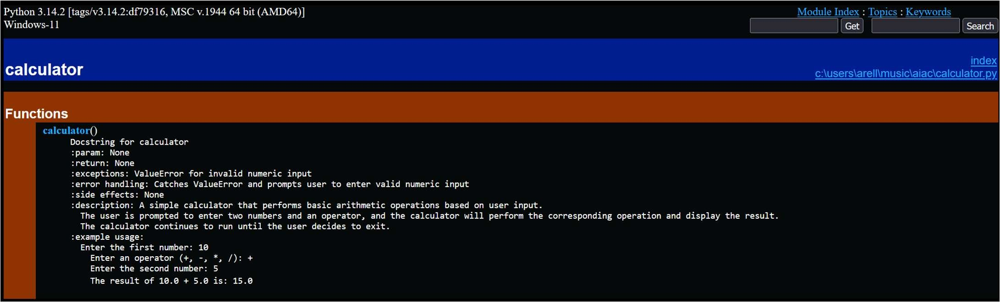 Python 3.14.2 [tags/v3.14.2:df79316, MSC v.1944 64 bit (AMD64)]
Windows-11
Module Index : Topics : Keywords
Get
Search
calculator
index
c:\users\arell\music\aiac\calculator.py
Functions
calculator()
Docstring for calculator
:param: None
:return: None
:exceptions: ValueError for invalid numeric input
:error handling: Catches ValueError and prompts user to enter valid numeric input
:side effects: None
:description: A simple calculator that performs basic arithmetic operations based on user input.
The user is prompted to enter two numbers and an operator, and the calculator will perform the corresponding operation and display the result.
The calculator continues to run until the user decides to exit.
:example usage:
Enter the first number: 10
Enter an operator (+, -, *, /): +
Enter the second number: 5
The result of 10.0 + 5.0 is: 15.0